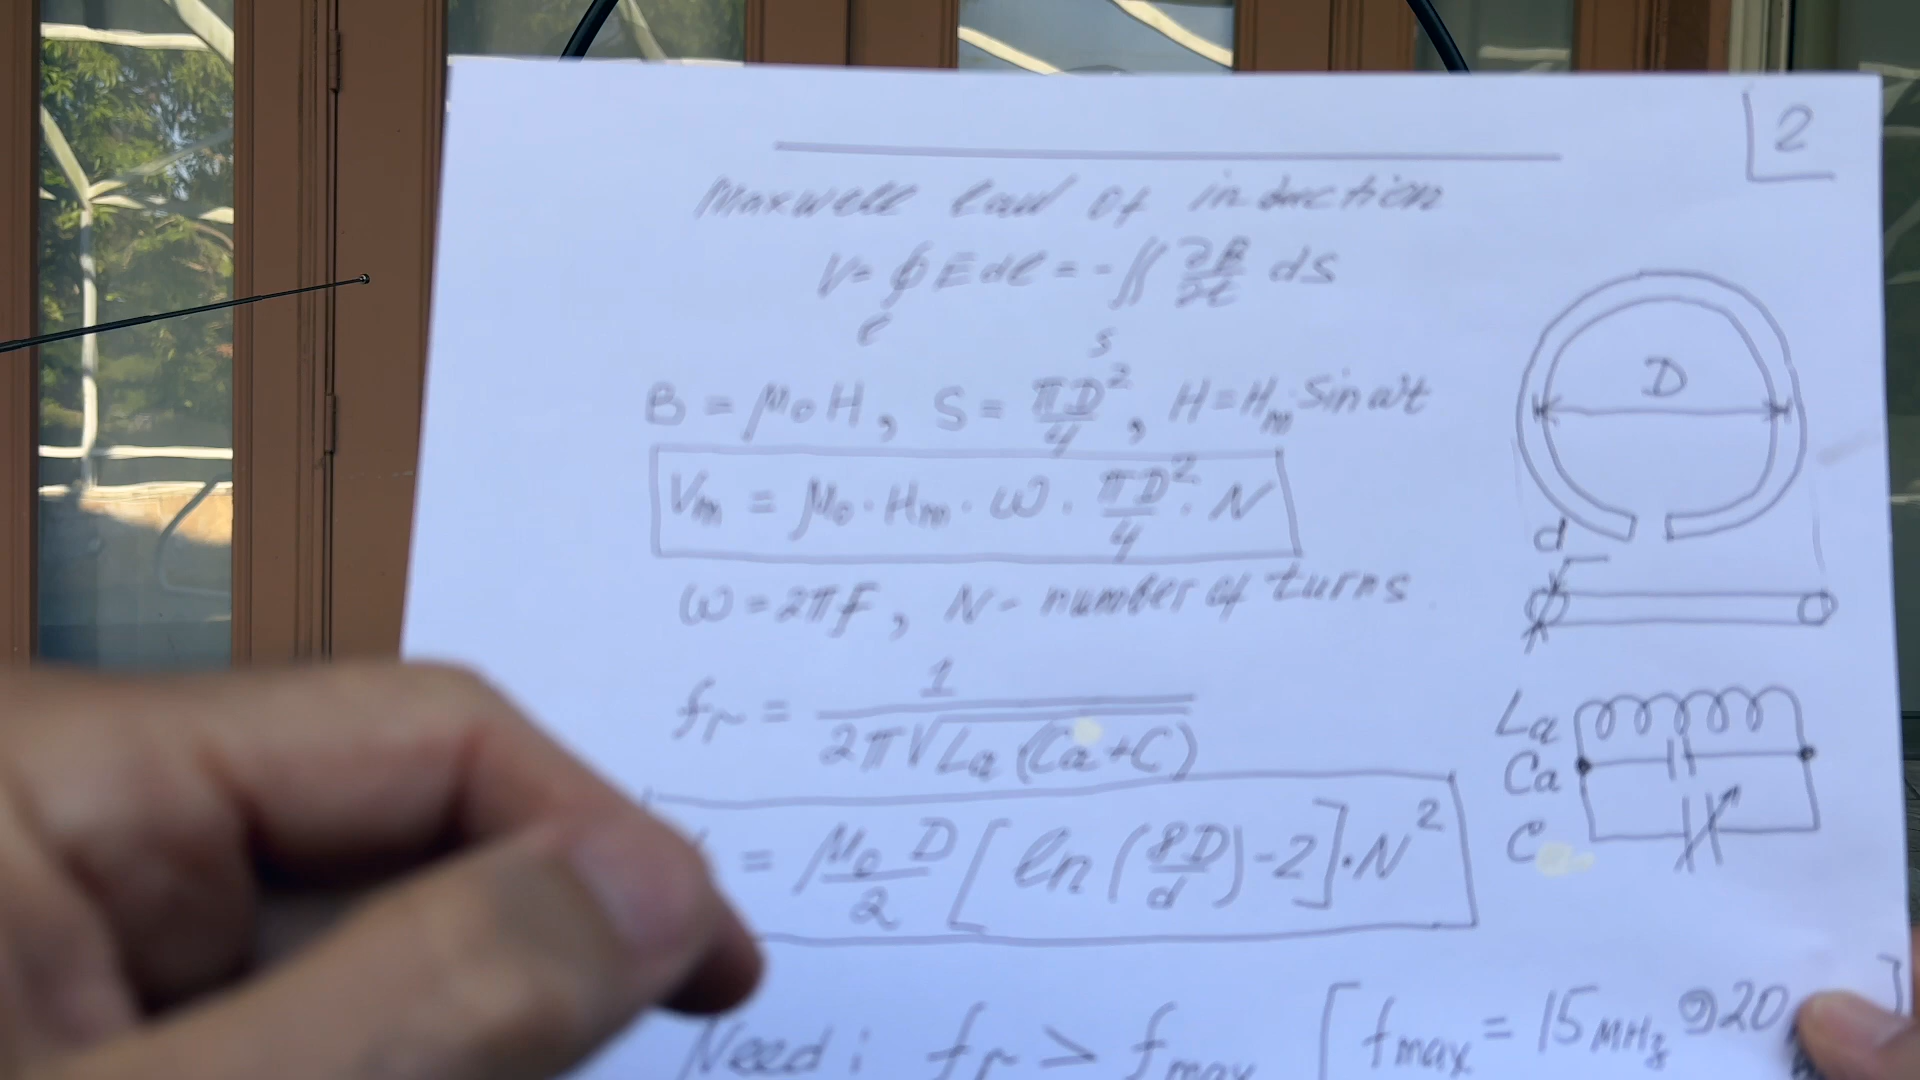 2
Maxwell law of induction
V = ∮ E dl = - ∬ ∂B/∂t dS
l s
B = μ₀H, S = πD²/4, H = Hₘ·Sin ωt
Vₘ = μ₀·Hₘ·ω·πD²/4·N
ω = 2πf, N - number of turns
fr = 1/2π√La(Ca+C)
= μ₀D/2 [ln(8D/d)-2]·N²
Need: fr > fmax [fmax = 15MHz
D
d
La
Ca
C